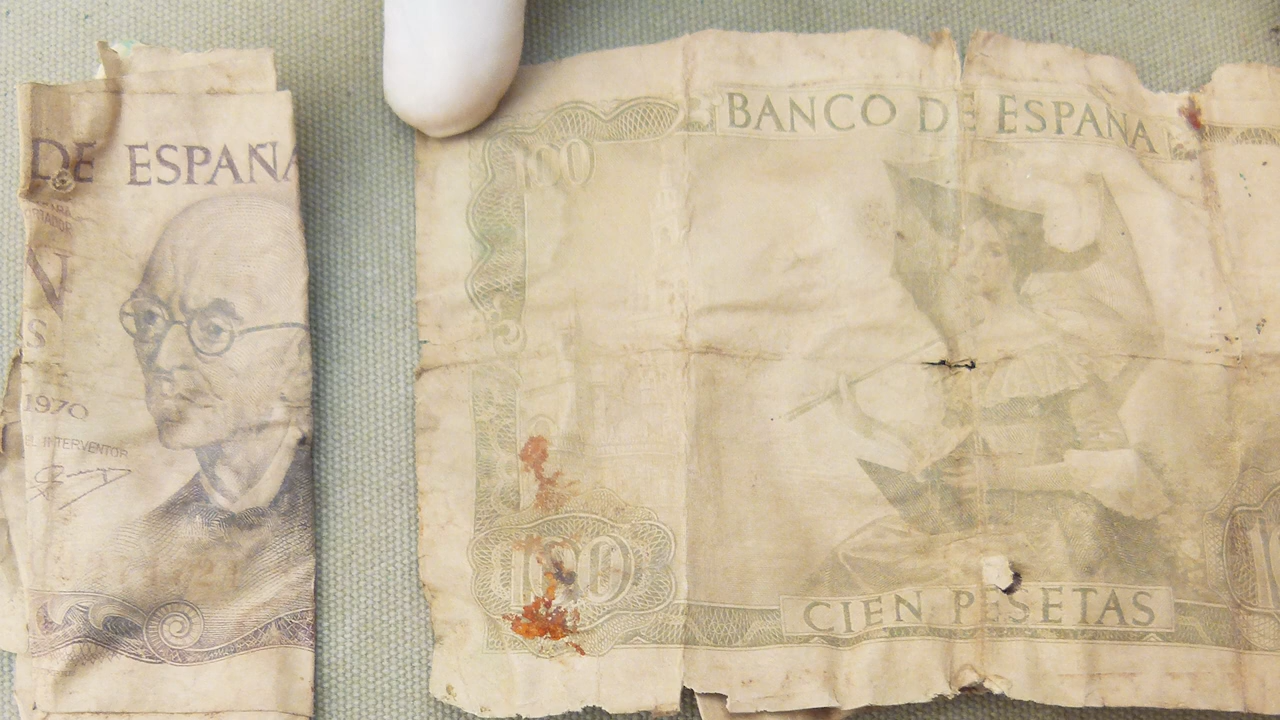 DE ESPAÑA
S
1970
EL INTERVENTOR
BANCO DE ESPAÑA
100
100
CIEN PESETAS